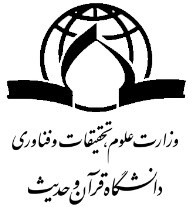 وزارت علوم، تحقیقات و فناوری
دانشگاه قرآن و حدیث